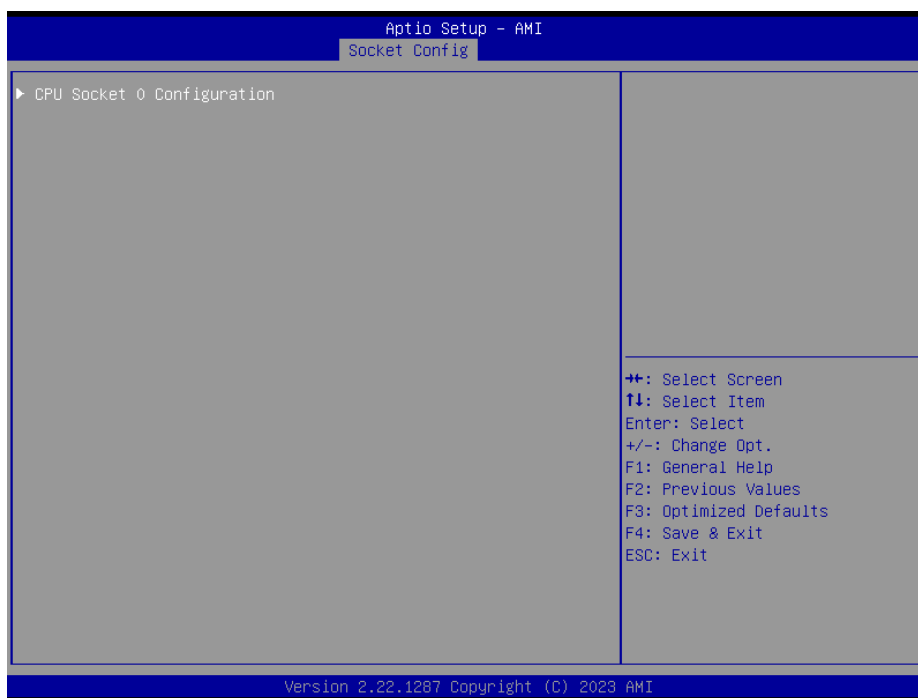 Aptio Setup – AMI
Socket Config
▶ CPU Socket 0 Configuration
→←: Select Screen
↑↓: Select Item
Enter: Select
+/-: Change Opt.
F1: General Help
F2: Previous Values
F3: Optimized Defaults
F4: Save & Exit
ESC: Exit
Version 2.22.1287 Copyright (C) 2023 AMI